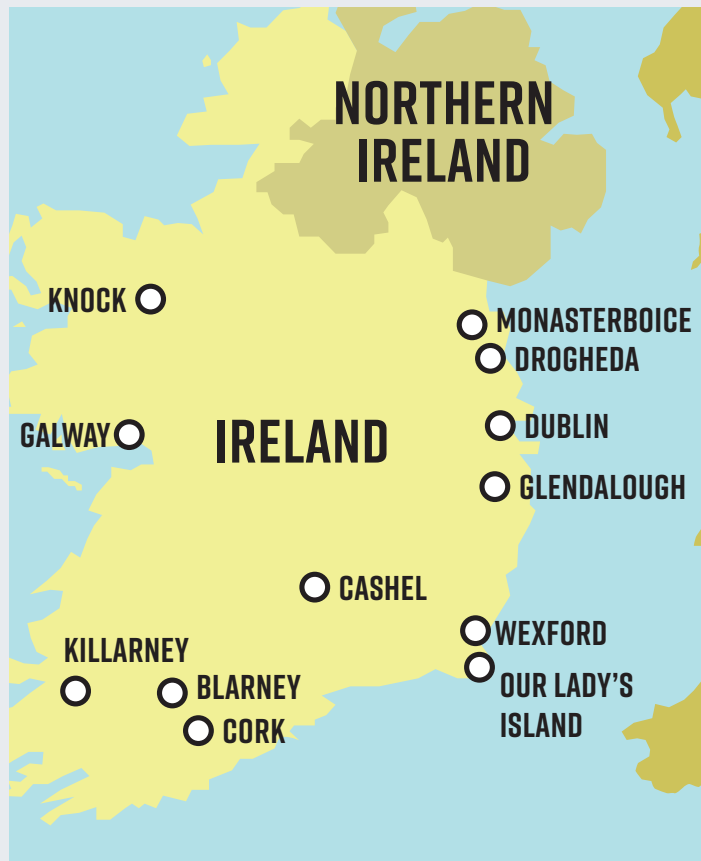 NORTHERN
IRELAND
KNOCK
MONASTERBOICE
DROGHEDA
GALWAY
IRELAND
DUBLIN
GLENDALOUGH
CASHEL
WEXFORD
KILLARNEY
BLARNEY
OUR LADY'S
ISLAND
CORK